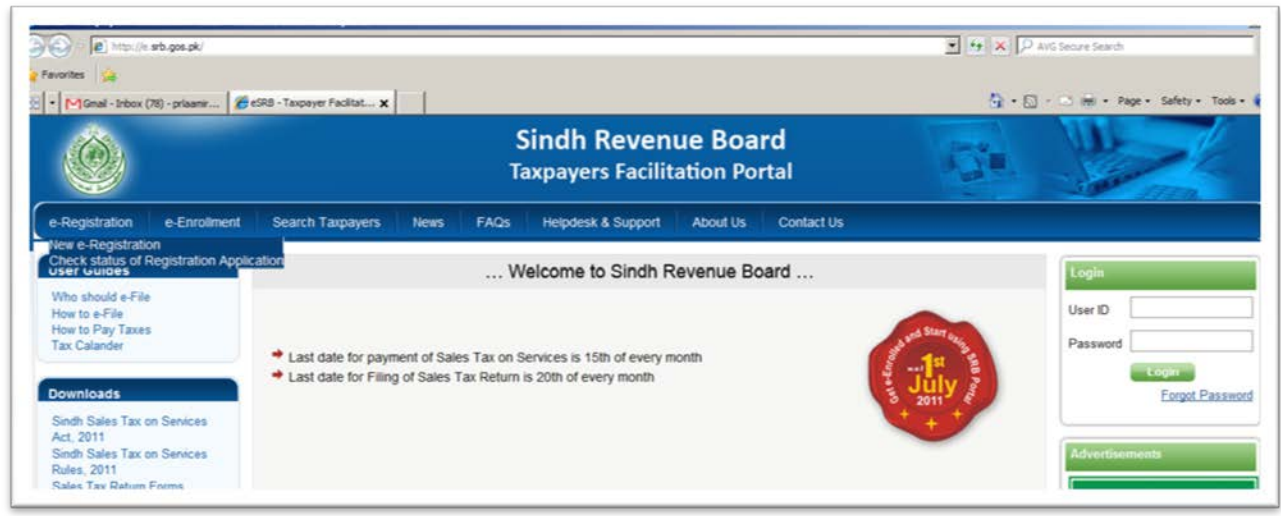 http://e.srb.gos.pk/
AVG Secure Search
Favorites
Gmail - Inbox (78) - prlaamir...
eSRB - Taxpayer Facilitat...
Page
Safety
Tools
Sindh Revenue Board
Taxpayers Facilitation Portal
e-Registration
e-Enrollment
Search Taxpayers
News
FAQs
Helpdesk & Support
About Us
Contact Us
New e-Registration
Check status of Registration Application
User Guides
Who should e-File
How to e-File
How to Pay Taxes
Tax Calander
Downloads
Sindh Sales Tax on Services
Act, 2011
Sindh Sales Tax on Services
Rules, 2011
Sales Tax Return Forms
... Welcome to Sindh Revenue Board ...
Last date for payment of Sales Tax on Services is 15th of every month
Last date for Filing of Sales Tax Return is 20th of every month
Get e-Enrolled and Start using SRB Portal
w.e.f
1st
July
2011
Login
User ID
Password
Login
Forgot Password
Advertisements